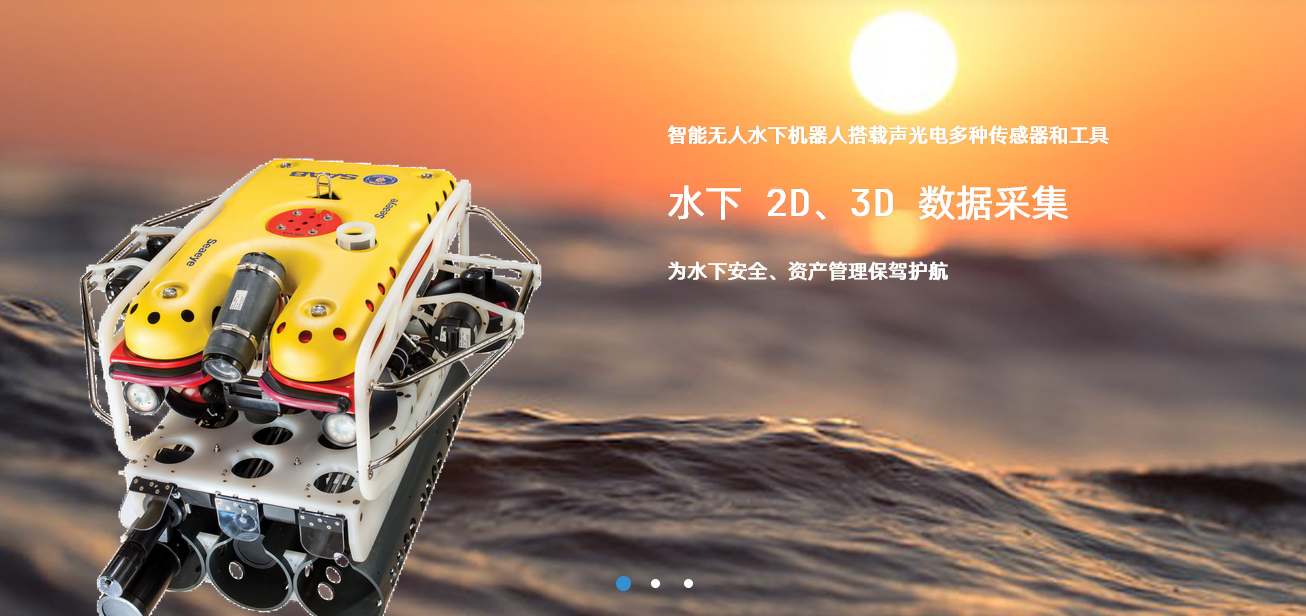 智能无人水下机器人搭载声光电多种传感器和工具
水下 2D、3D 数据采集
为水下安全、资产管理保驾护航
SAAB
Seaeye
Seaeye